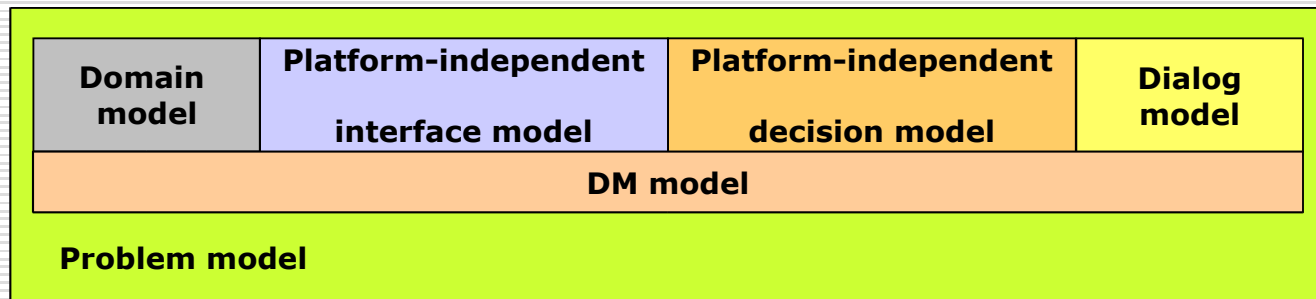 Domain
model
Platform-independent
interface model
Platform-independent
decision model
Dialog
model
DM model
Problem model